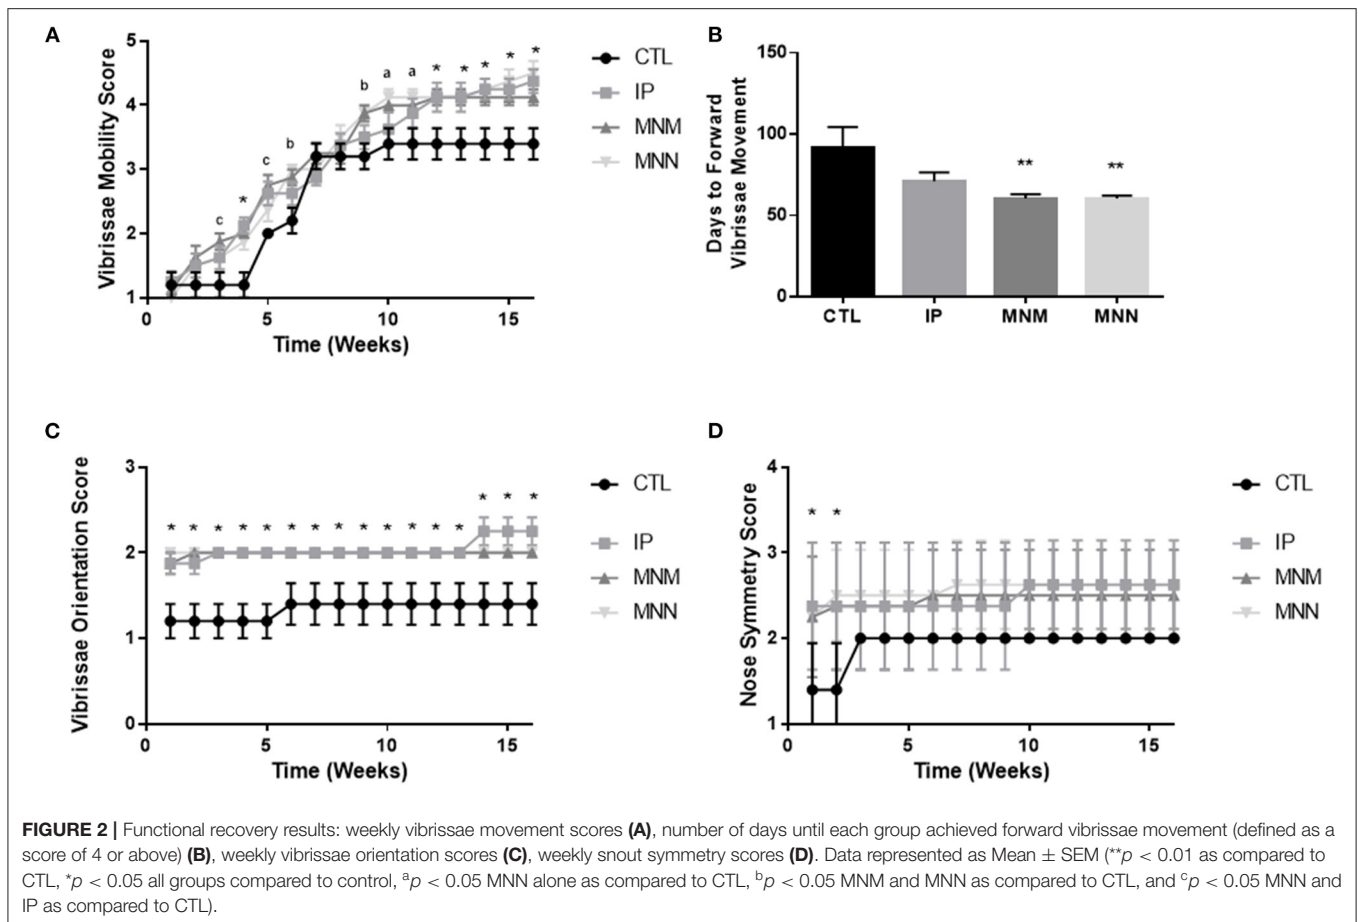 A
Vibrissae Mobility Score
5
4
3
2
1
0
5
10
15
Time (Weeks)
c
*
c
b
b
a
a
*
*
*
*
*
CTL
IP
MNM
MNN
B
Days to Forward
Vibrissae Movement
150
100
50
0
**
**
CTL
IP
MNM
MNN
C
Vibrissae Orientation Score
3
2
1
0
0
5
10
15
Time (Weeks)
* * * * * * * * * * * * * * * *
CTL
IP
MNM
MNN
D
Nose Symmetry Score
4
3
2
1
0
5
10
15
Time (Weeks)
* *
CTL
IP
MNM
MNN
FIGURE 2 | Functional recovery results: weekly vibrissae movement scores (A), number of days until each group achieved forward vibrissae movement (defined as a
score of 4 or above) (B), weekly vibrissae orientation scores (C), weekly snout symmetry scores (D). Data represented as Mean ± SEM (**p < 0.01 as compared to
CTL, *p < 0.05 all groups compared to control, ᵃp < 0.05 MNN alone as compared to CTL, ᵇp < 0.05 MNM and MNN as compared to CTL, and ᶜp < 0.05 MNN and
IP as compared to CTL).